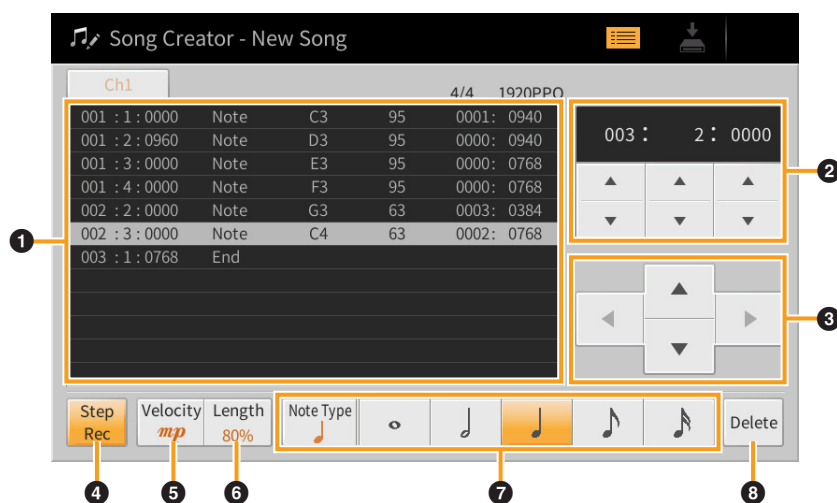 Song Creator - New Song
Ch1
4/4 1920PPQ
001 : 1 : 0000 Note C3 95 0001: 0940
001 : 2 : 0960 Note D3 95 0000: 0940
001 : 3 : 0000 Note E3 95 0000: 0768
001 : 4 : 0000 Note F3 95 0000: 0768
002 : 2 : 0000 Note G3 63 0003: 0384
002 : 3 : 0000 Note C4 63 0002: 0768
003 : 1 : 0768 End
003 : 2 : 0000
1
2
3
Step Rec
Velocity mp
Length 80%
Note Type
Delete
4
5
6
7
8